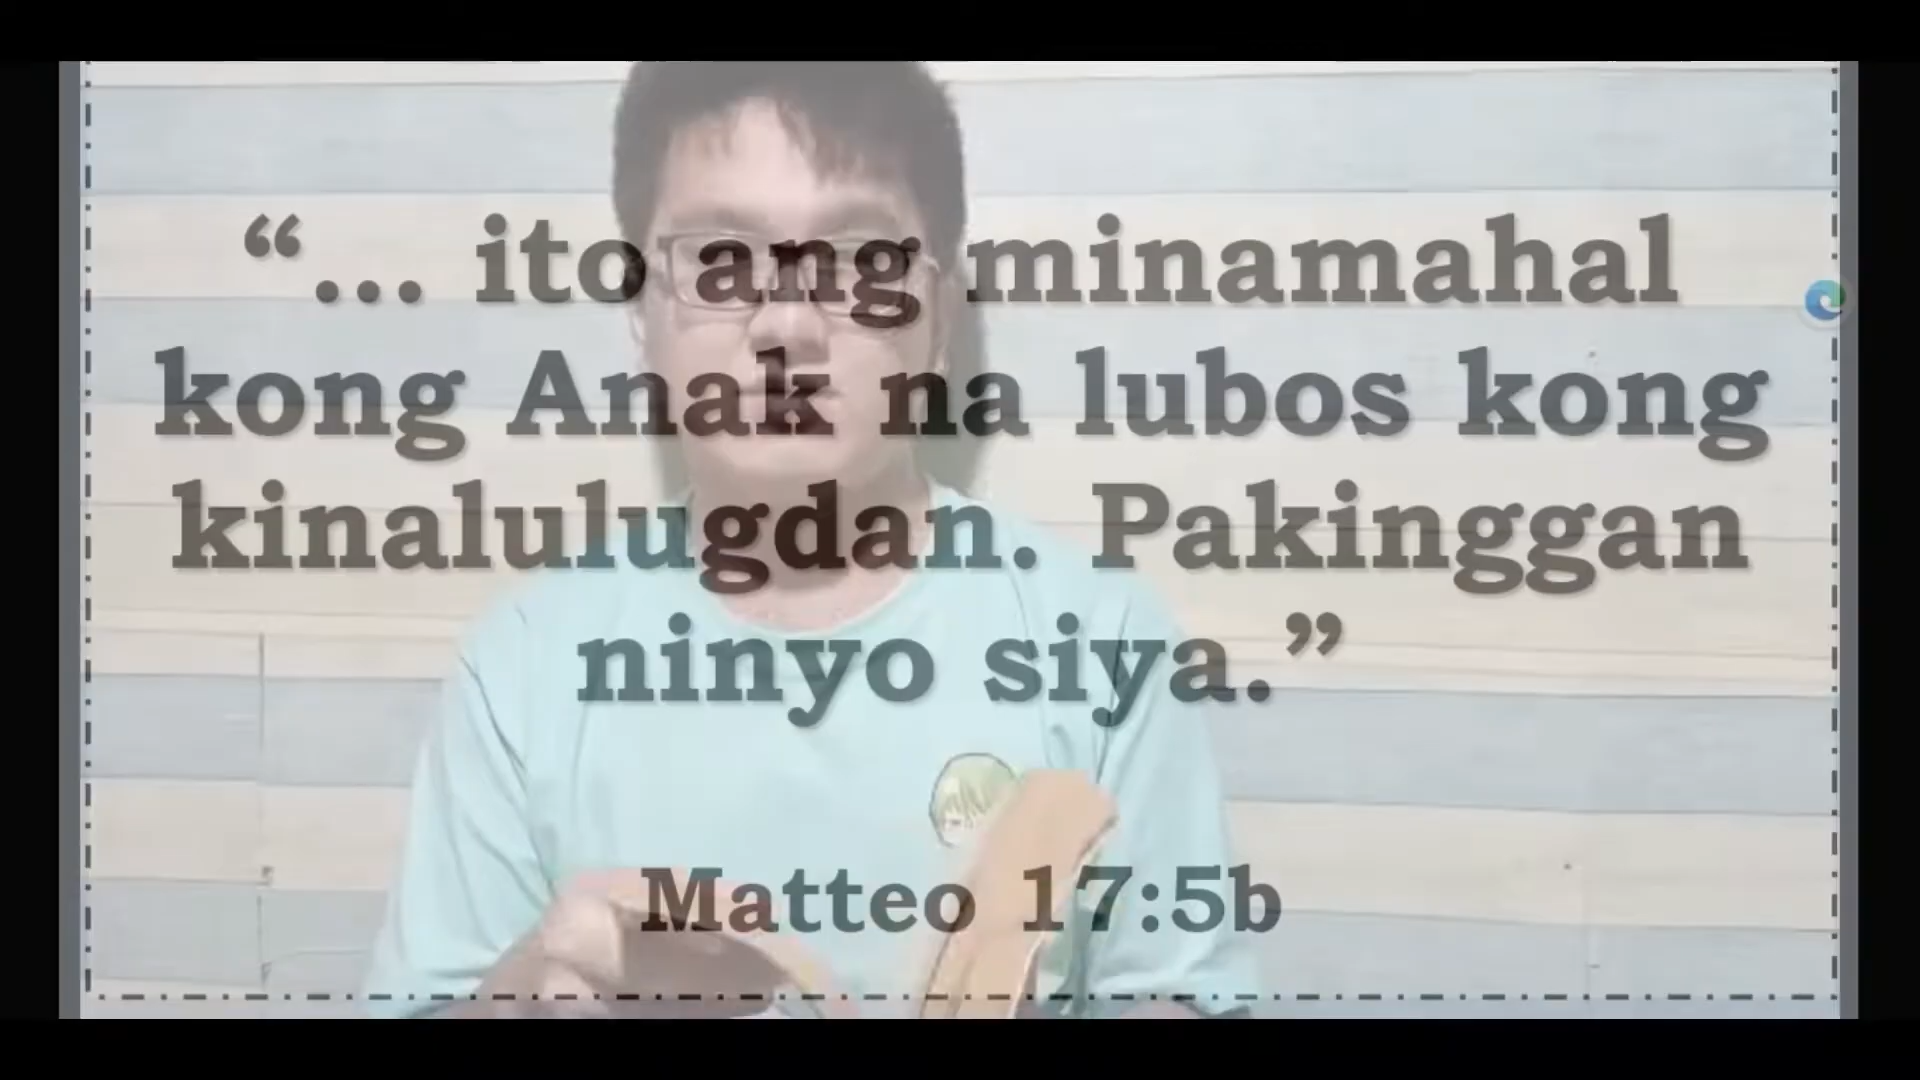 “... ito ang minamahal
kong Anak na lubos kong
kinalulugdan. Pakinggan
ninyo siya.”
Matteo 17:5b